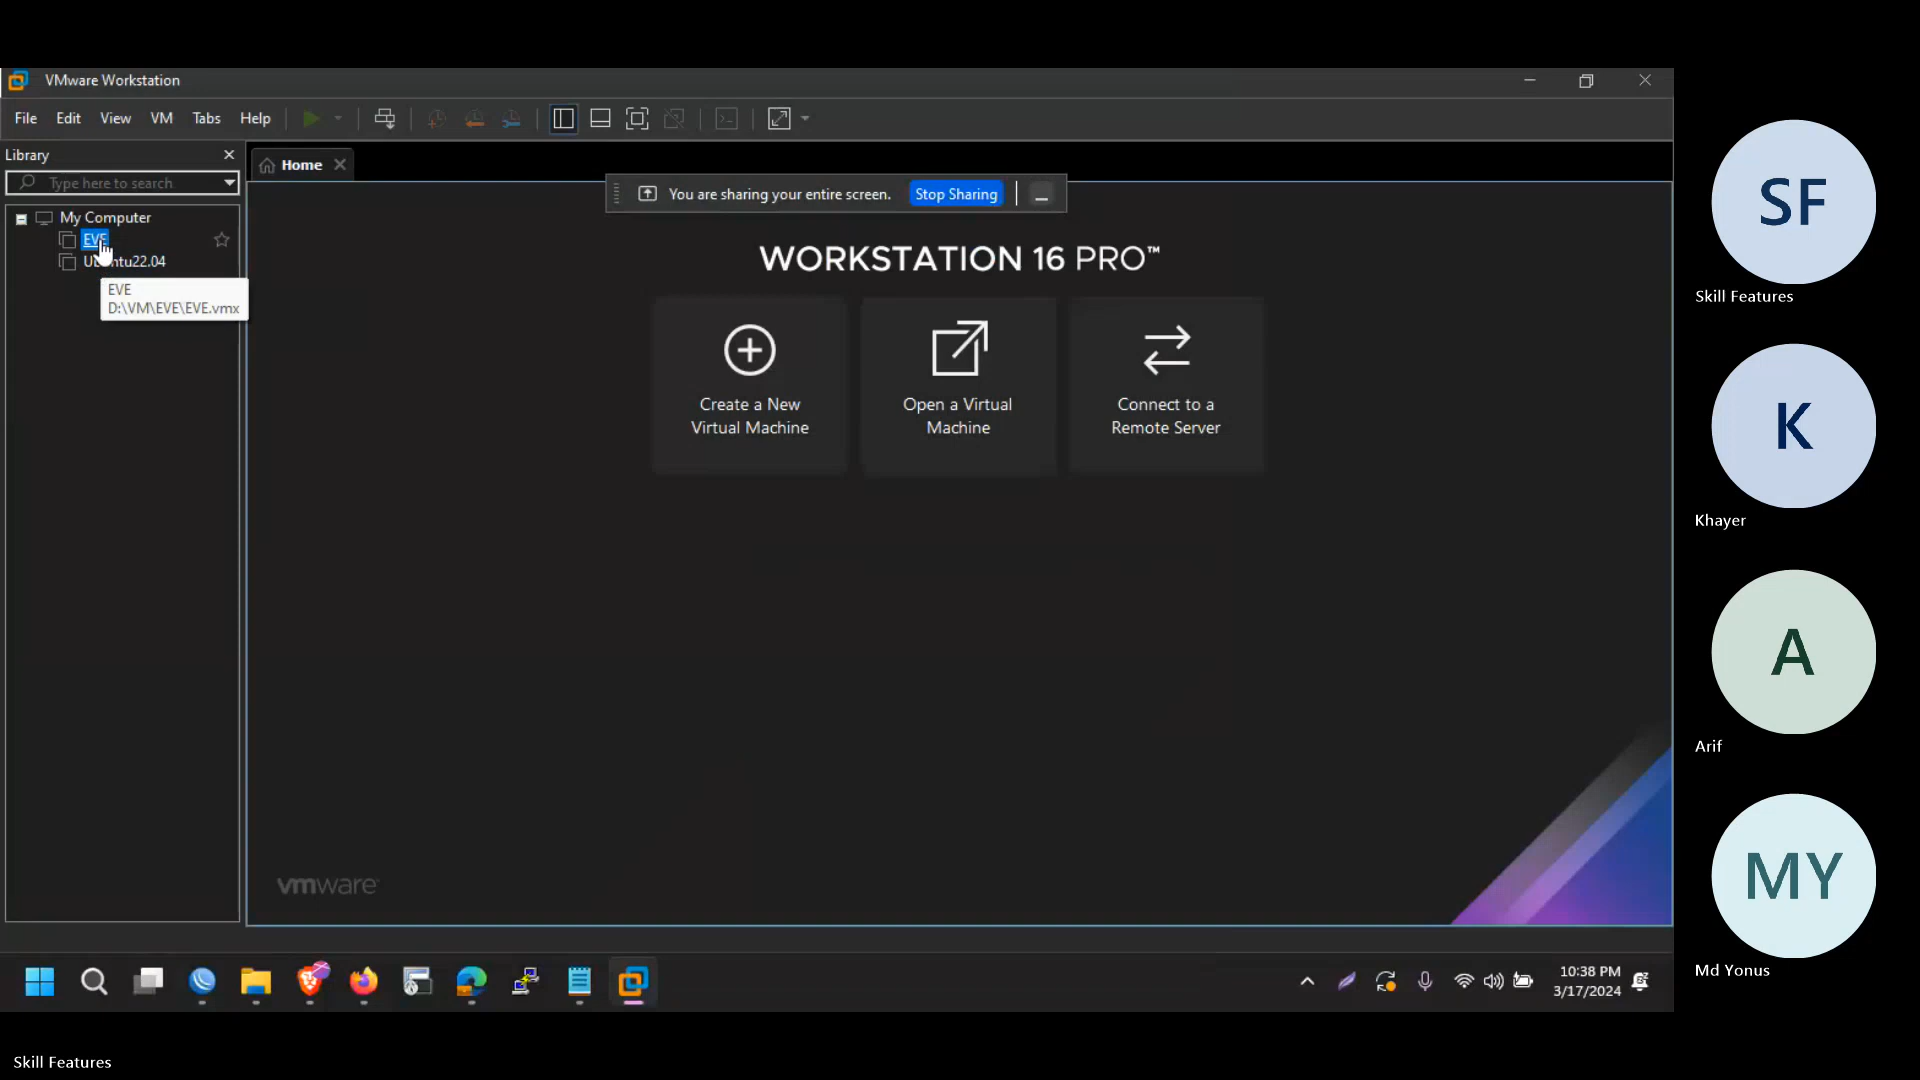 VMware Workstation
File Edit View VM Tabs Help
Library
Type here to search
Home
You are sharing your entire screen. Stop Sharing
My Computer
EVE
EVE
D:\VM\EVE\EVE.vmx
WORKSTATION 16 PRO™
Create a New
Virtual Machine
Open a Virtual
Machine
Connect to a
Remote Server
vmware
10:38 PM
3/17/2024
SF
Skill Features
K
Khayer
A
Arif
MY
Md Yonus
Skill Features